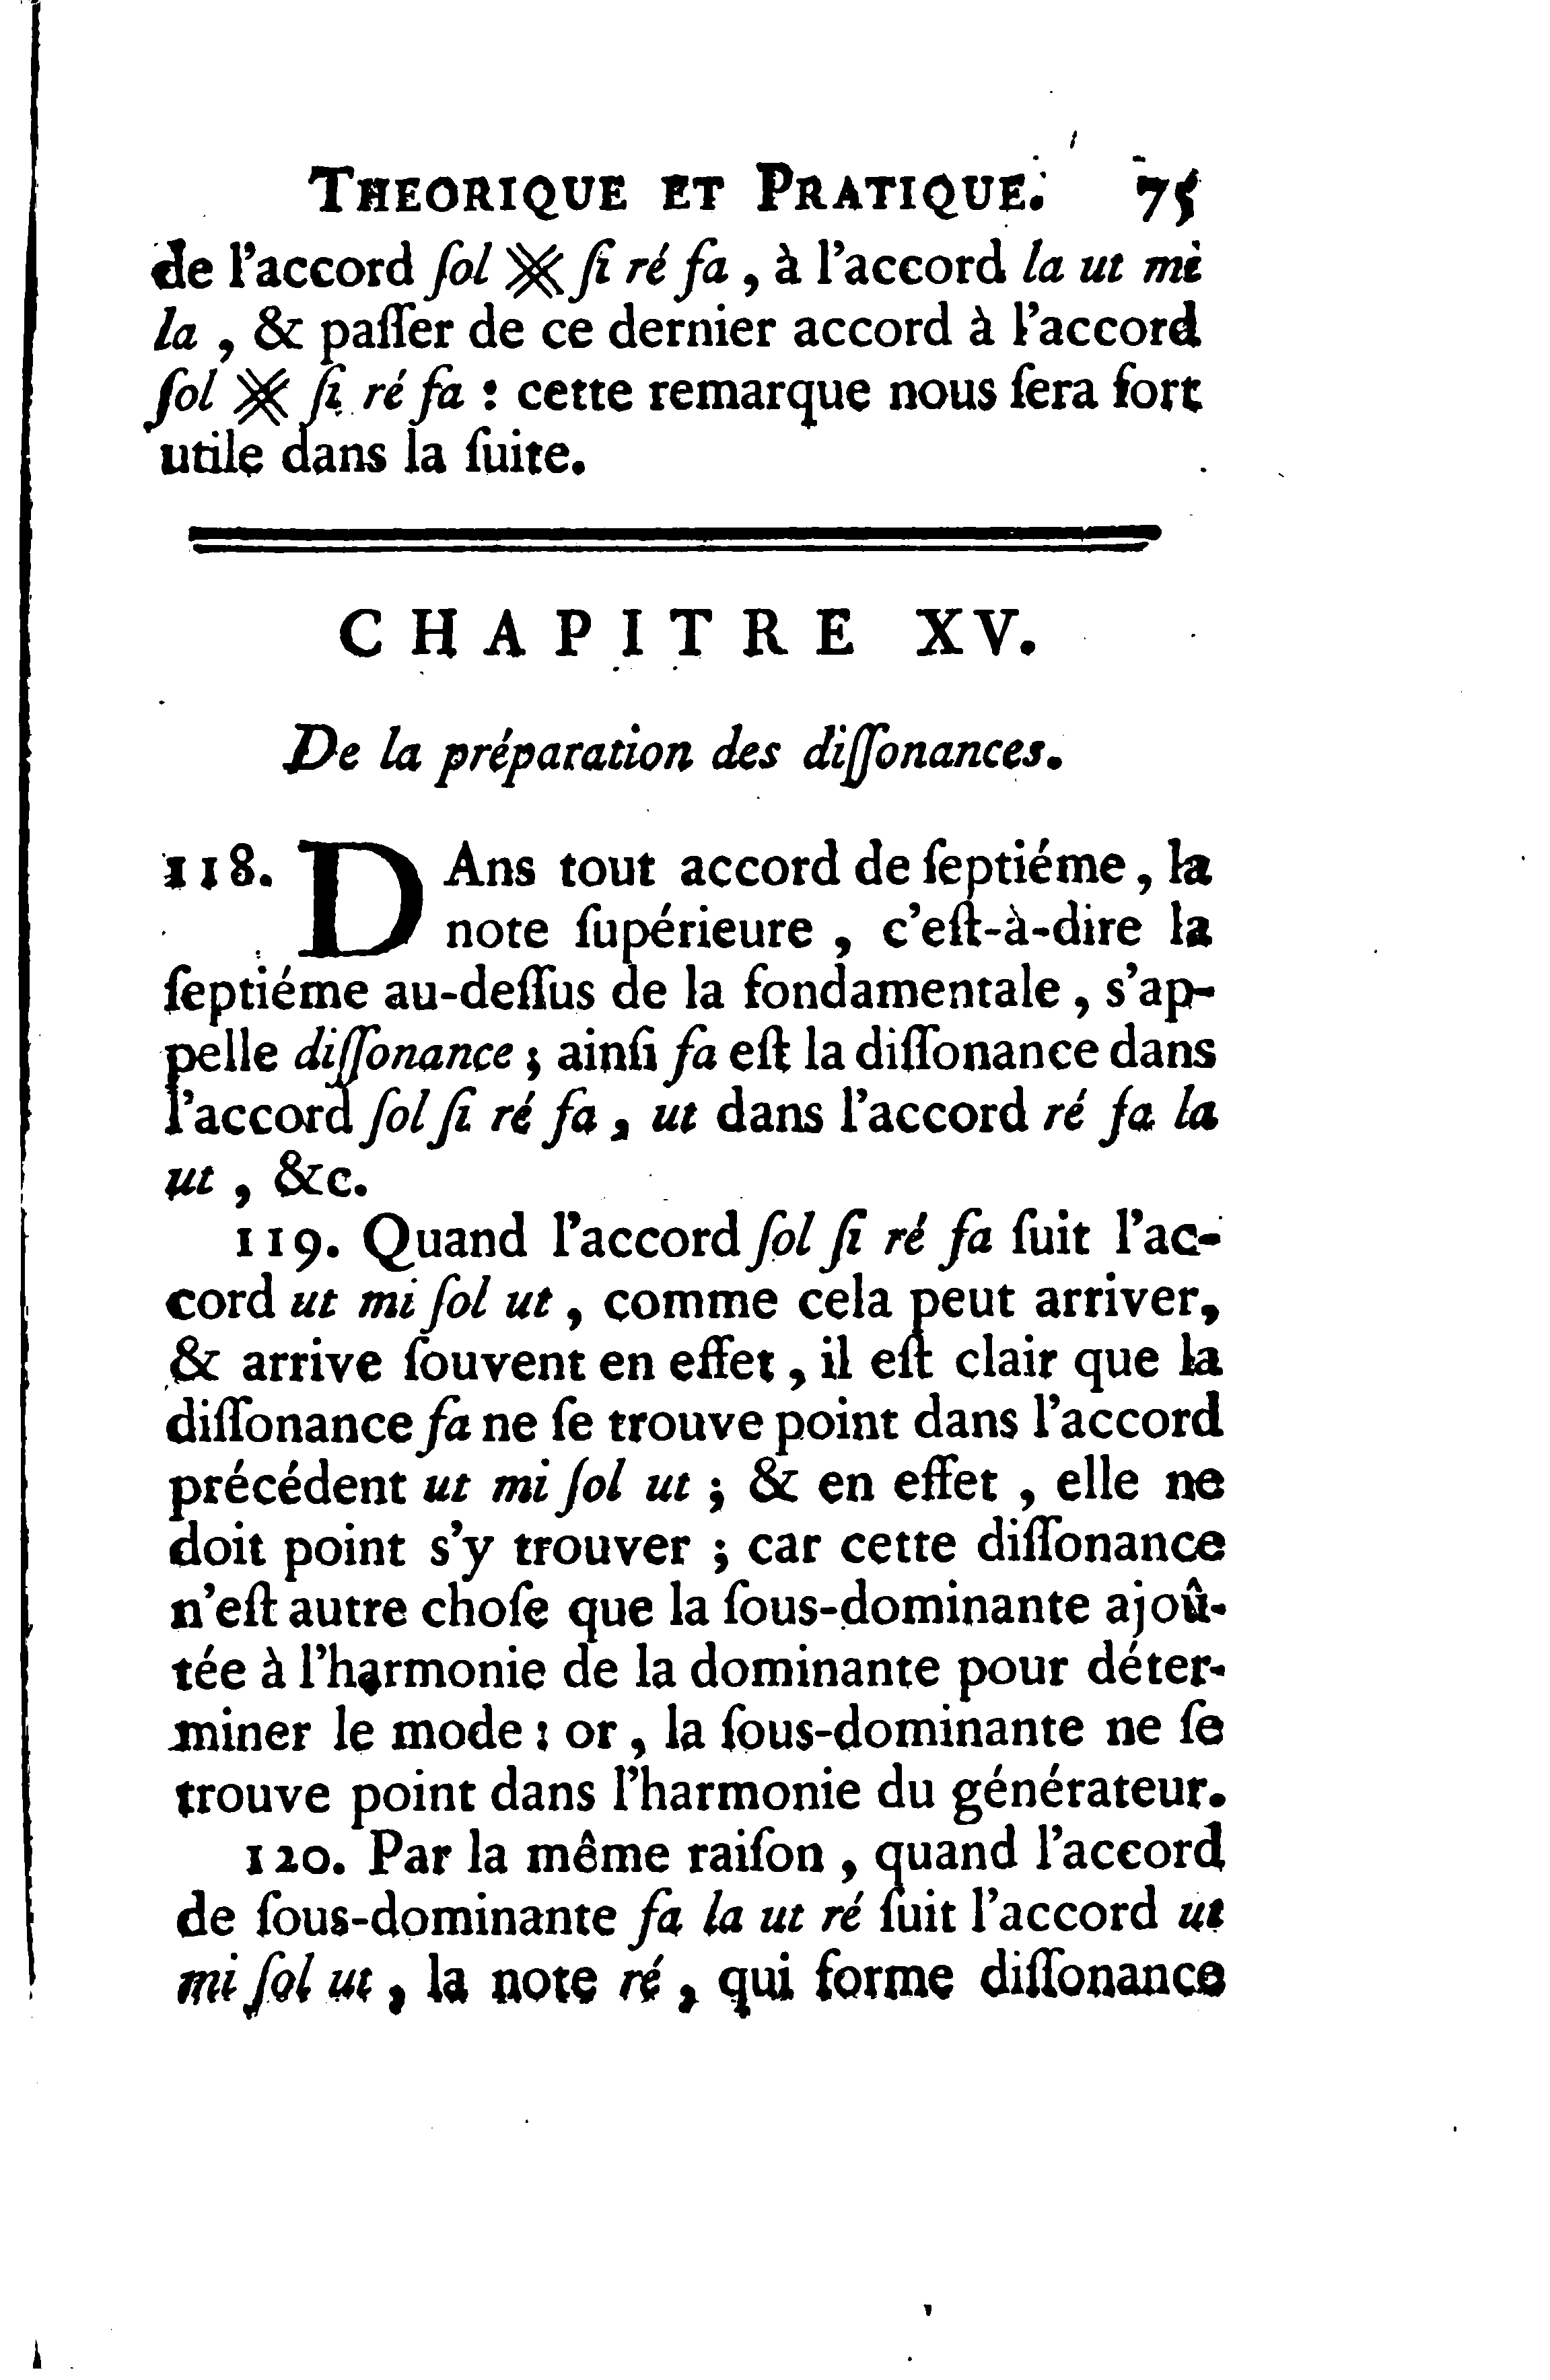 THEORIQUE ET PRATIQUE. 75
de l'accord ſol ※ ſi ré fa, à l'accord la ut mi
la, & paſſer de ce dernier accord à l'accord
ſol ※ ſi ré fa : cette remarque nous ſera fort
utile dans la ſuite.
CHAPITRE XV.
De la préparation des diſſonances.
118. DAns tout accord de ſeptiéme, la
note ſupérieure, c'eſt-à-dire la
ſeptiéme au-deſſus de la fondamentale, s'ap-
pelle diſſonance ; ainſi fa eſt la diſſonance dans
l'accord ſol ſi ré fa, ut dans l'accord ré fa la
ut, &c.
119. Quand l'accord ſol ſi ré fa ſuit l'ac-
cord ut mi ſol ut, comme cela peut arriver,
& arrive ſouvent en effet, il eſt clair que la
diſſonance fa ne ſe trouve point dans l'accord
précédent ut mi ſol ut ; & en effet, elle ne
doit point s'y trouver ; car cette diſſonance
n'eſt autre choſe que la ſous-dominante ajoû-
tée à l'harmonie de la dominante pour déter-
miner le mode : or, la ſous-dominante ne ſe
trouve point dans l'harmonie du générateur.
120. Par la même raiſon, quand l'accord
de ſous-dominante fa la ut ré ſuit l'accord ut
mi ſol ut, la note ré, qui forme diſſonance